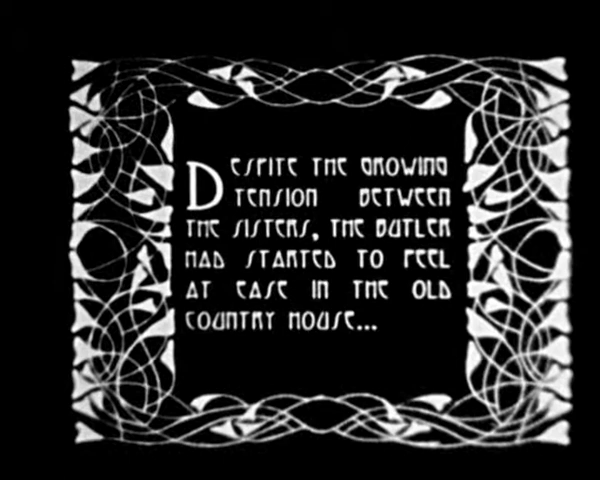 DESPITE THE GROWING
TENSION BETWEEN
THE SISTERS, THE BUTLER
HAD STARTED TO FEEL
AT EASE IN THE OLD
COUNTRY HOUSE...